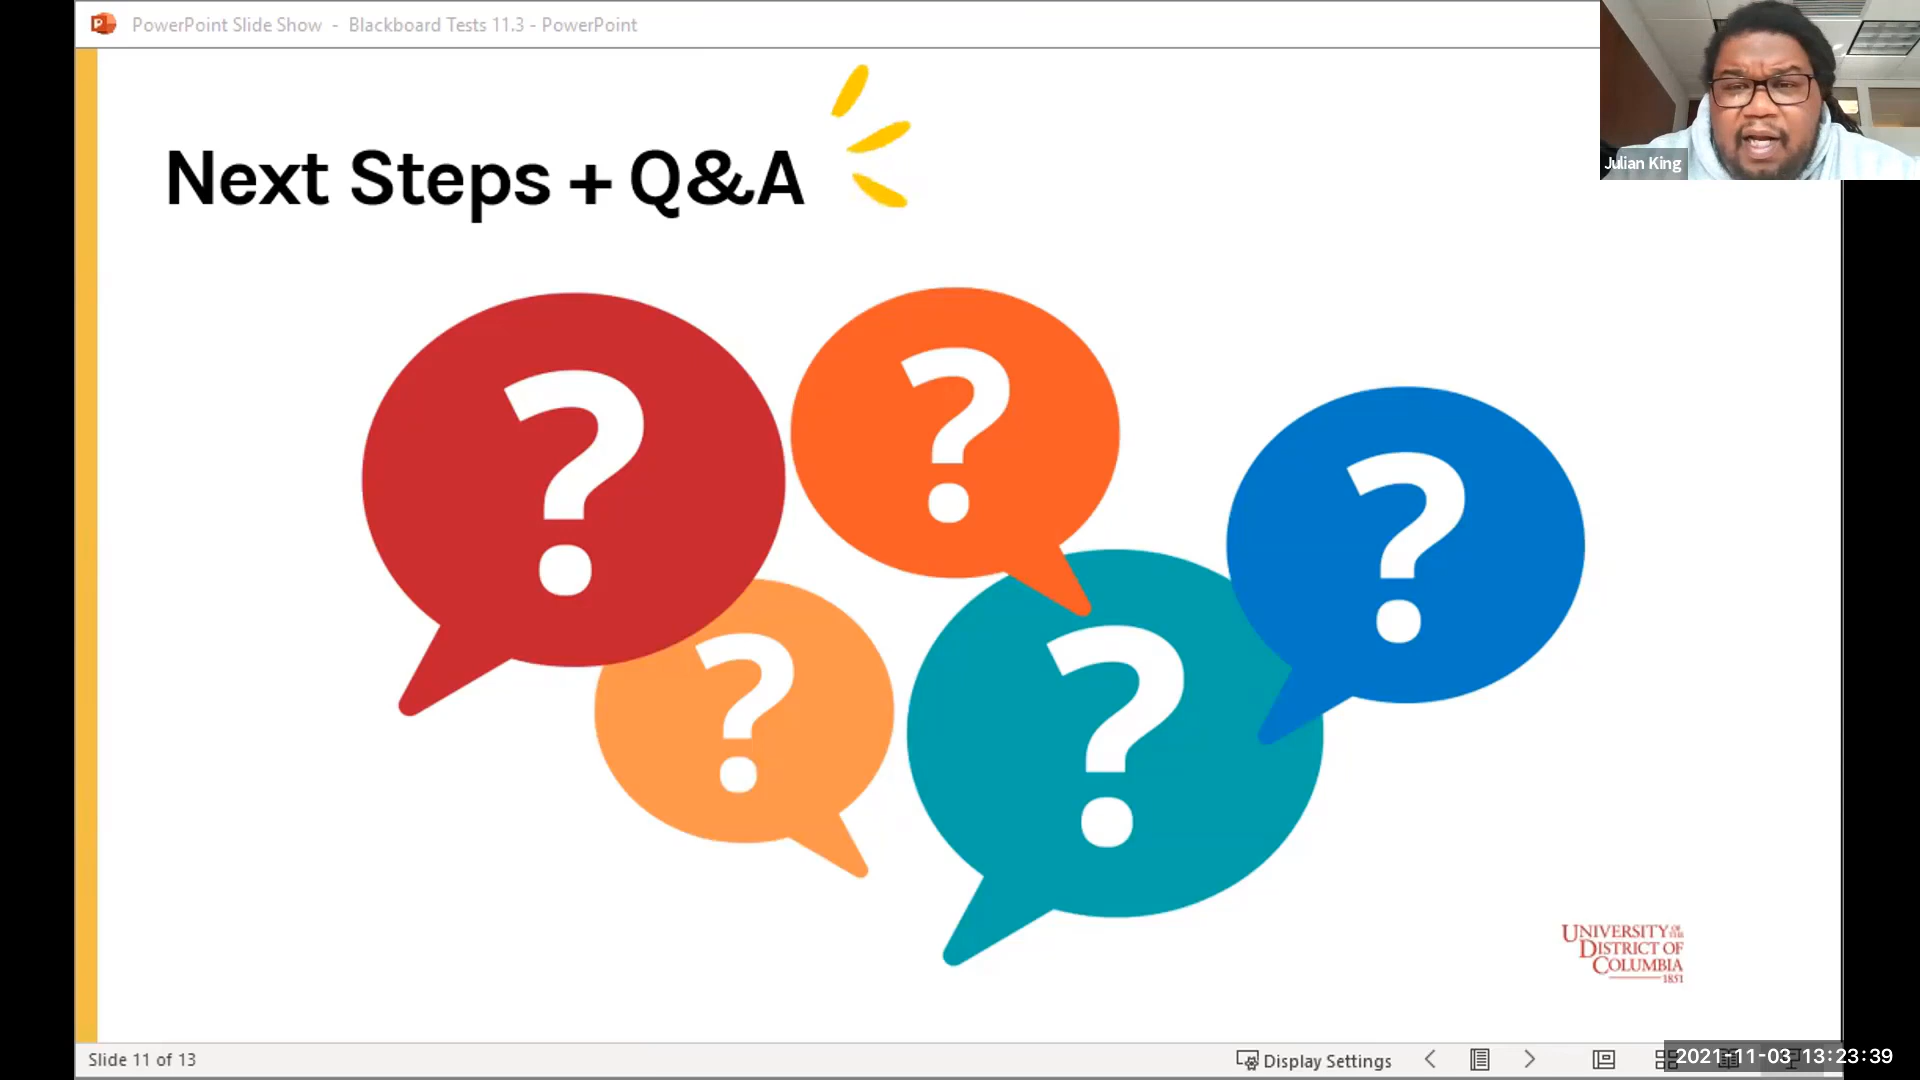 PowerPoint Slide Show - Blackboard Tests 11.3 - PowerPoint
Julian King
Next Steps + Q&A
?
?
?
?
?
UNIVERSITY OF THE
DISTRICT OF
COLUMBIA
1851
Slide 11 of 13
Display Settings
2021-11-03 13:23:39